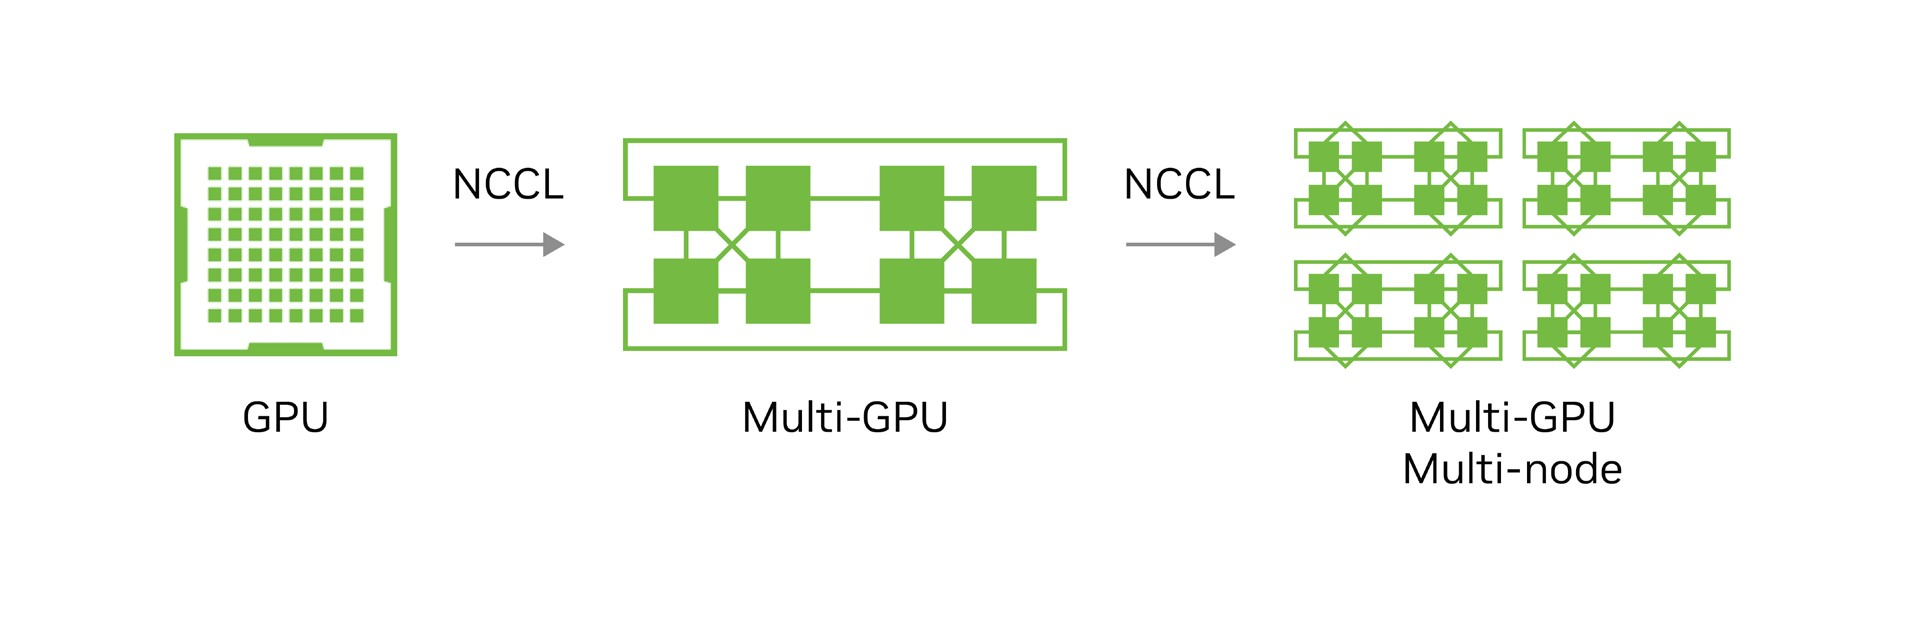 NCCL
NCCL
GPU
Multi-GPU
Multi-GPU
Multi-node